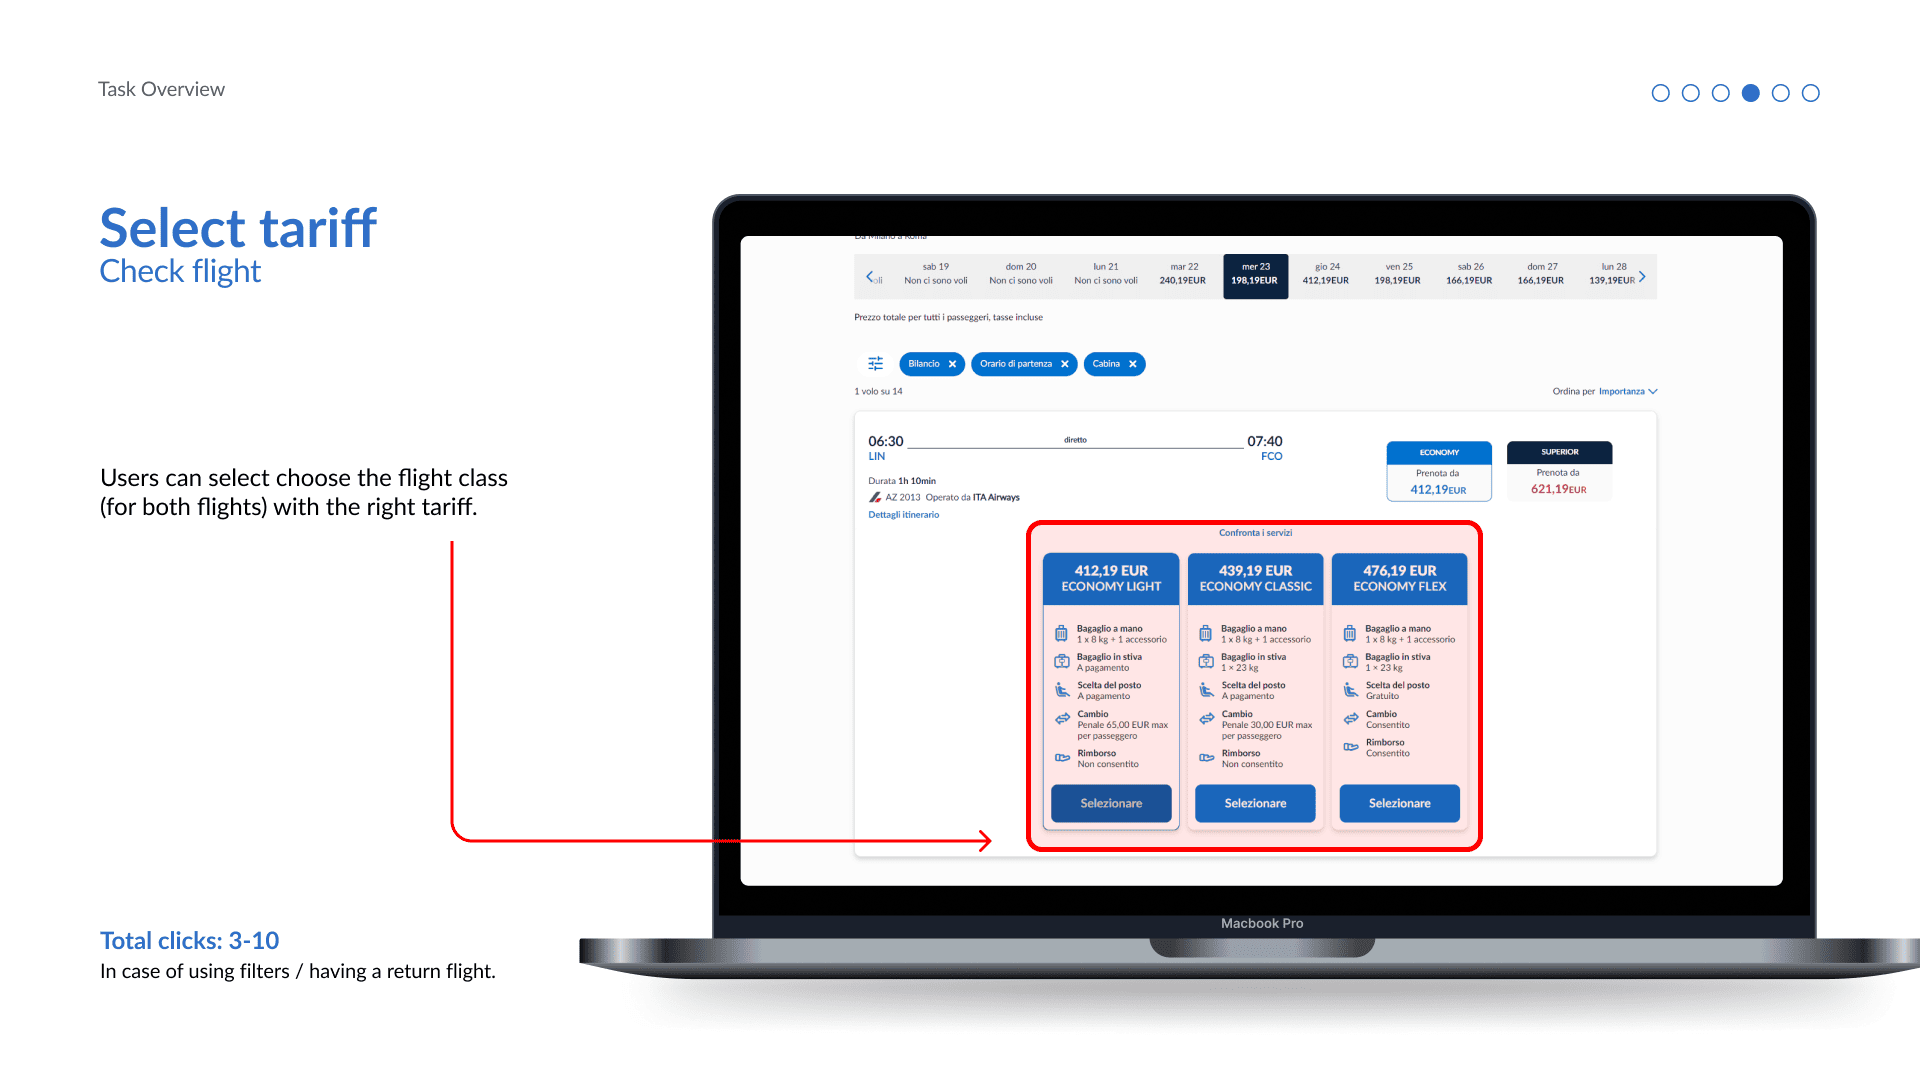 Task Overview
Select tariff
Check flight
Users can select choose the flight class
(for both flights) with the right tariff.
Total clicks: 3-10
In case of using filters / having a return flight.
Da Milano a Roma
sab 19
Non ci sono voli
dom 20
Non ci sono voli
lun 21
Non ci sono voli
mar 22
240,19EUR
mer 23
198,19EUR
gio 24
412,19EUR
ven 25
198,19EUR
sab 26
166,19EUR
dom 27
166,19EUR
lun 28
139,19EUR
Prezzo totale per tutti i passeggeri, tasse incluse
Bilancio
Orario di partenza
Cabina
1 volo su 14
Ordina per Importanza
06:30
diretto
07:40
LIN
FCO
Durata 1h 10min
AZ 2013 Operato da ITA Airways
Dettagli itinerario
ECONOMY
Prenota da
412,19EUR
SUPERIOR
Prenota da
621,19EUR
Confronta i servizi
412,19 EUR
ECONOMY LIGHT
Bagaglio a mano
1 x 8 kg + 1 accessorio
Bagaglio in stiva
A pagamento
Scelta del posto
A pagamento
Cambio
Penale 65,00 EUR max
per passeggero
Rimborso
Non consentito
Selezionare
439,19 EUR
ECONOMY CLASSIC
Bagaglio a mano
1 x 8 kg + 1 accessorio
Bagaglio in stiva
1 × 23 kg
Scelta del posto
A pagamento
Cambio
Penale 30,00 EUR max
per passeggero
Rimborso
Non consentito
Selezionare
476,19 EUR
ECONOMY FLEX
Bagaglio a mano
1 x 8 kg + 1 accessorio
Bagaglio in stiva
1 × 23 kg
Scelta del posto
Gratuito
Cambio
Consentito
Rimborso
Consentito
Selezionare
Macbook Pro